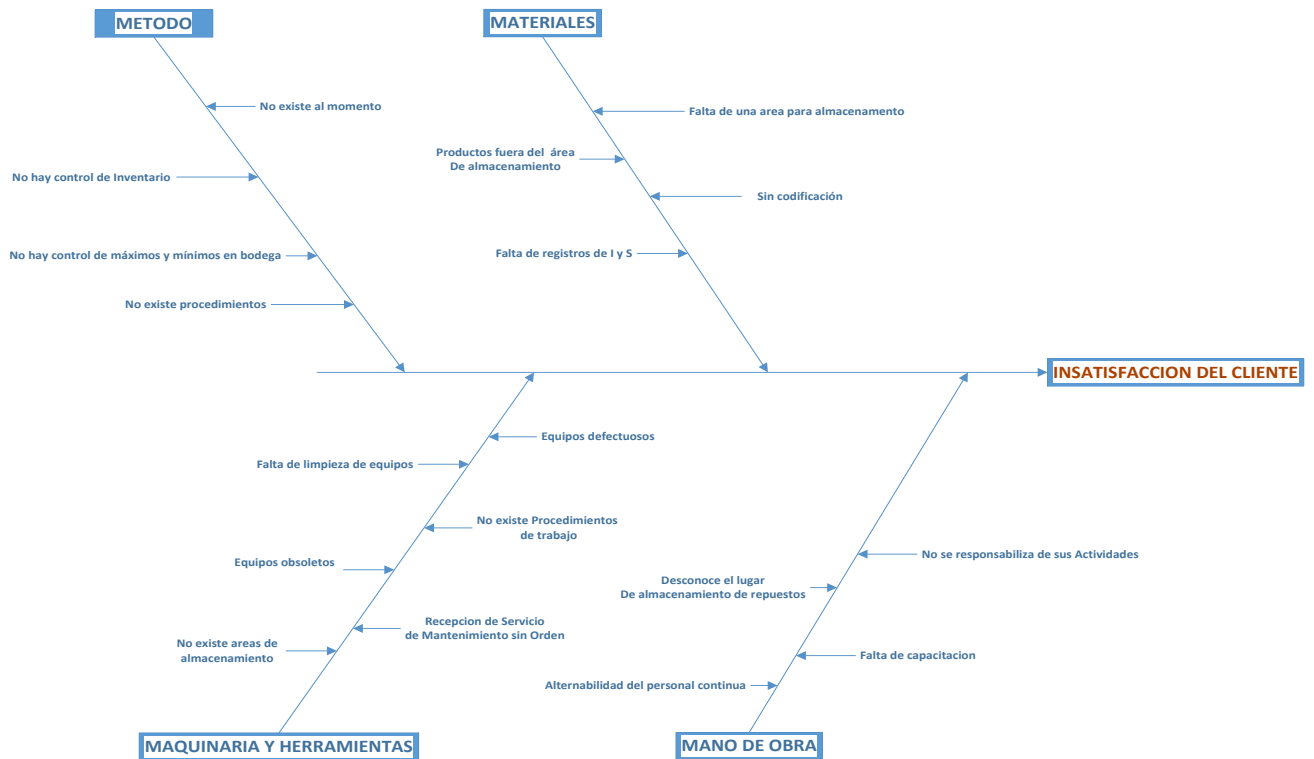 METODO
MATERIALES
No existe al momento
No hay control de Inventario
No hay control de máximos y mínimos en bodega
No existe procedimientos
Falta de una area para almacenamento
Productos fuera del área
De almacenamiento
Sin codificación
Falta de registros de I y S
INSATISFACCION DEL CLIENTE
Equipos defectuosos
Falta de limpieza de equipos
No existe Procedimientos
de trabajo
Equipos obsoletos
Recepcion de Servicio
de Mantenimiento sin Orden
No existe areas de
almacenamiento
No se responsabiliza de sus Actividades
Desconoce el lugar
De almacenamiento de repuestos
Falta de capacitacion
Alternabilidad del personal continua
MAQUINARIA Y HERRAMIENTAS
MANO DE OBRA